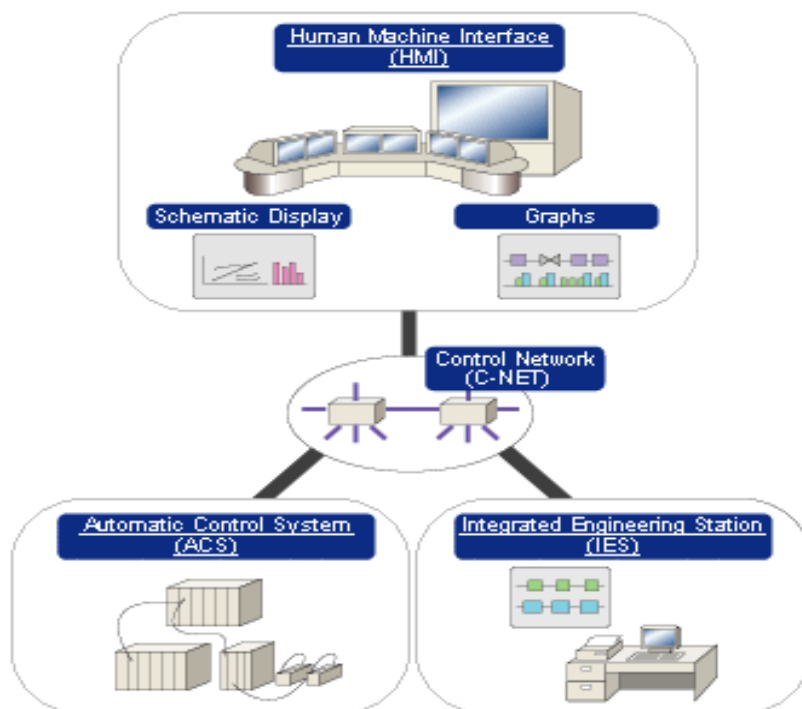 Human Machine Interface
(HMI)
Schematic Display
Graphs
Control Network
(C-NET)
Automatic Control System
(ACS)
Integrated Engineering Station
(IES)